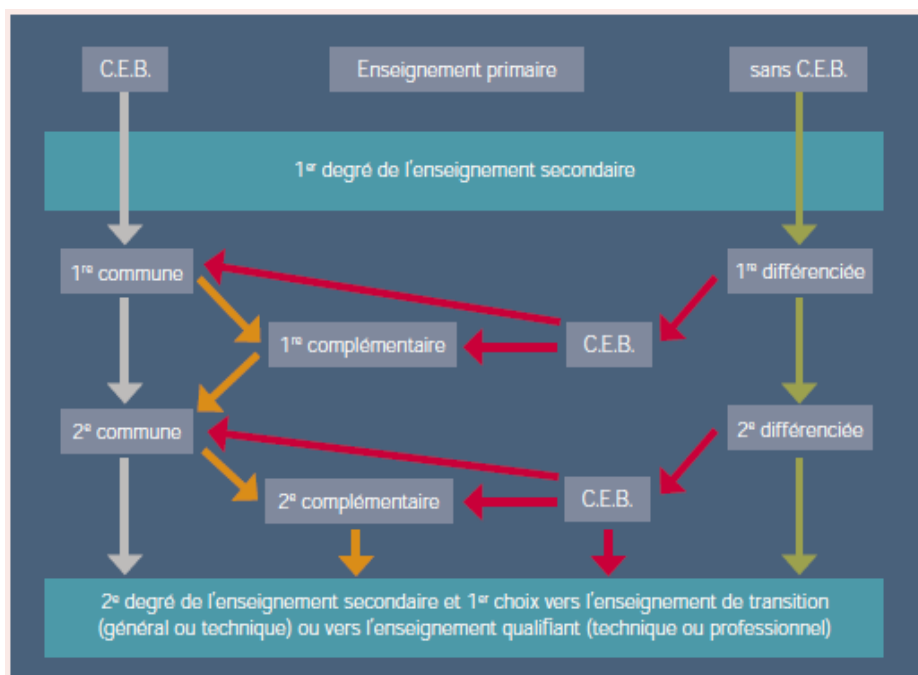 C.E.B.
Enseignement primaire
sans C.E.B.
1er degré de l'enseignement secondaire
1re commune
1re différenciée
1re complémentaire
C.E.B.
2e commune
2e différenciée
2e complémentaire
C.E.B.
2e degré de l'enseignement secondaire et 1er choix vers l'enseignement de transition
(général ou technique) ou vers l'enseignement qualifiant (technique ou professionnel)